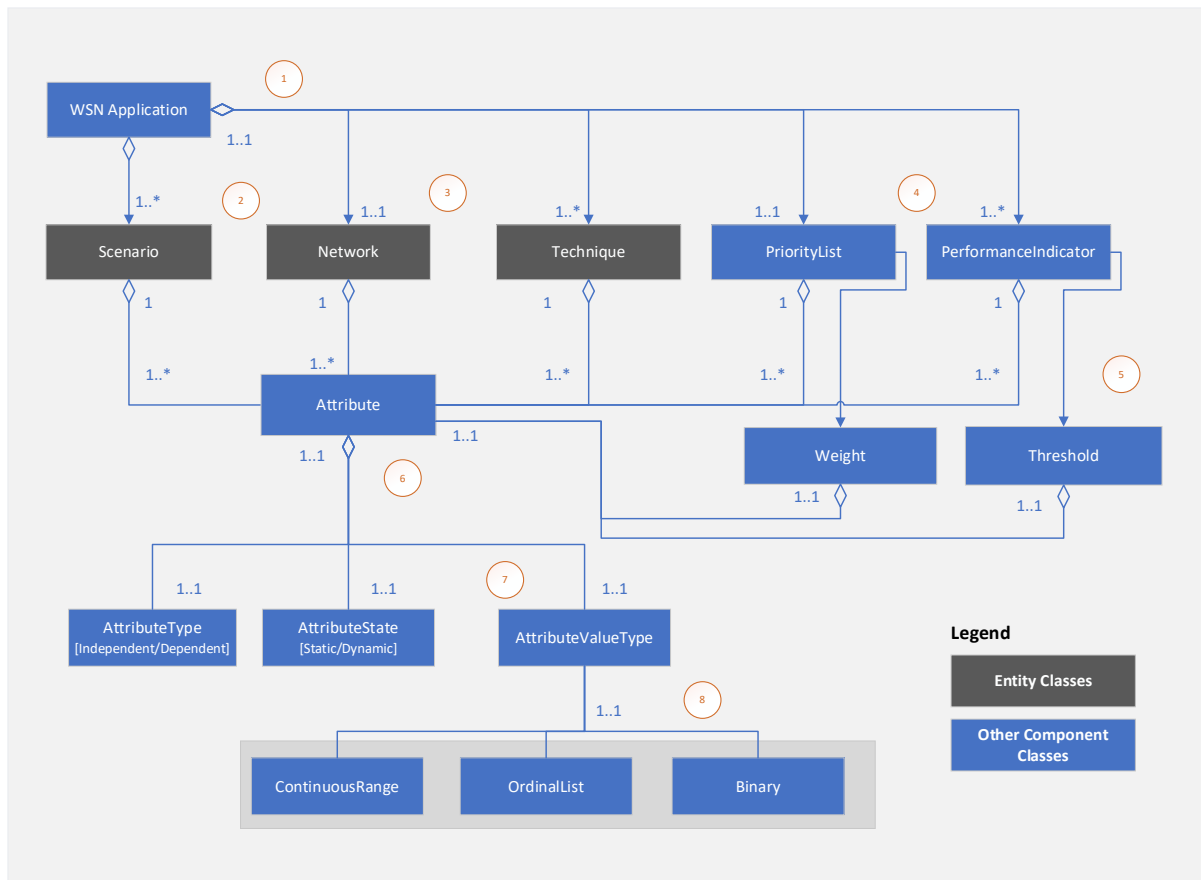 1
WSN Application
1..1
1..*
2
3
1..1
1..*
1..1
4
1..*
Scenario
Network
Technique
PriorityList
PerformanceIndicator
1
1
1
1
1
1..*
1..*
1..*
1..*
1..*
5
Attribute
1..1
1..1
Weight
Threshold
6
1..1
1..1
7
1..1
1..1
1..1
AttributeType
[Independent/Dependent]
AttributeState
[Static/Dynamic]
AttributeValueType
Legend
Entity Classes
8
1..1
Other Component
Classes
ContinuousRange
OrdinalList
Binary